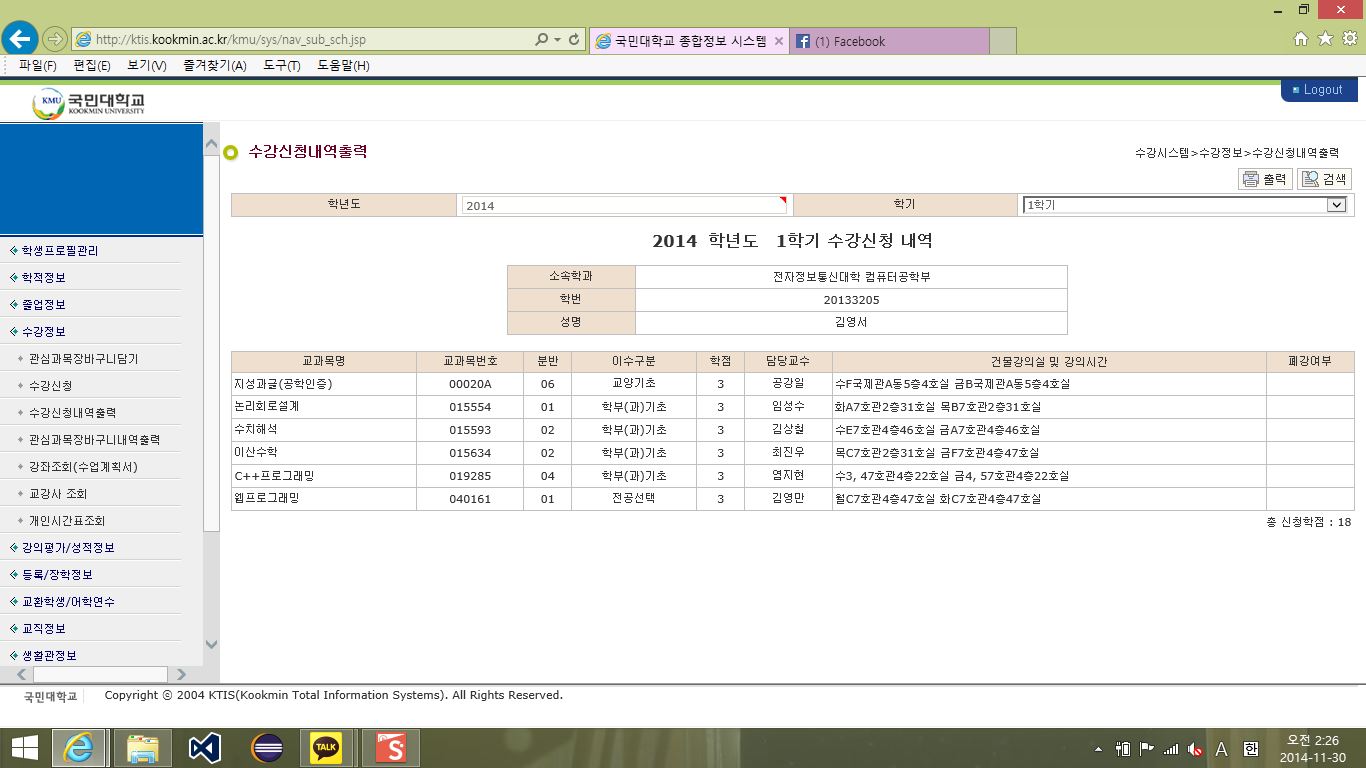 http://ktis.kookmin.ac.kr/kmu/sys/nav_sub_sch.jsp
국민대학교 종합정보 시스템
(1) Facebook
파일(F) 편집(E) 보기(V) 즐겨찾기(A) 도구(T) 도움말(H)
KMU 국민대학교
KOOKMIN UNIVERSITY
Logout
수강신청내역출력
수강시스템>수강정보>수강신청내역출력
출력 검색
학년도 2014 학기 1학기
2014 학년도 1학기 수강신청 내역
소속학과 전자정보통신대학 컴퓨터공학부
학번 20133205
성명 김영서
교과목명 교과목번호 분반 이수구분 학점 담당교수 건물강의실 및 강의시간 폐강여부
지성과글(공학인증) 00020A 06 교양기초 3 공강일 수F국제관A동5층4호실 금B국제관A동5층4호실
논리회로설계 015554 01 학부(과)기초 3 임성수 화A7호관2층31호실 목B7호관2층31호실
수치해석 015593 02 학부(과)기초 3 김상철 수E7호관4층46호실 금A7호관4층46호실
이산수학 015634 02 학부(과)기초 3 최진우 목C7호관2층31호실 금F7호관4층47호실
C++프로그래밍 019285 04 학부(과)기초 3 염지현 수3, 47호관4층22호실 금4, 57호관4층22호실
웹프로그래밍 040161 01 전공선택 3 김영만 월C7호관4층47호실 화C7호관4층47호실
총 신청학점 : 18
학생프로필관리
학적정보
졸업정보
수강정보
관심과목장바구니담기
수강신청
수강신청내역출력
관심과목장바구니내역출력
강좌조회(수업계획서)
교강사 조회
개인시간표조회
강의평가/성적정보
등록/장학정보
교환학생/어학연수
교직정보
생활관정보
국민대학교 Copyright ⓒ 2004 KTIS(Kookmin Total Information Systems). All Rights Reserved.
TALK
S
A 한
오전 2:26
2014-11-30